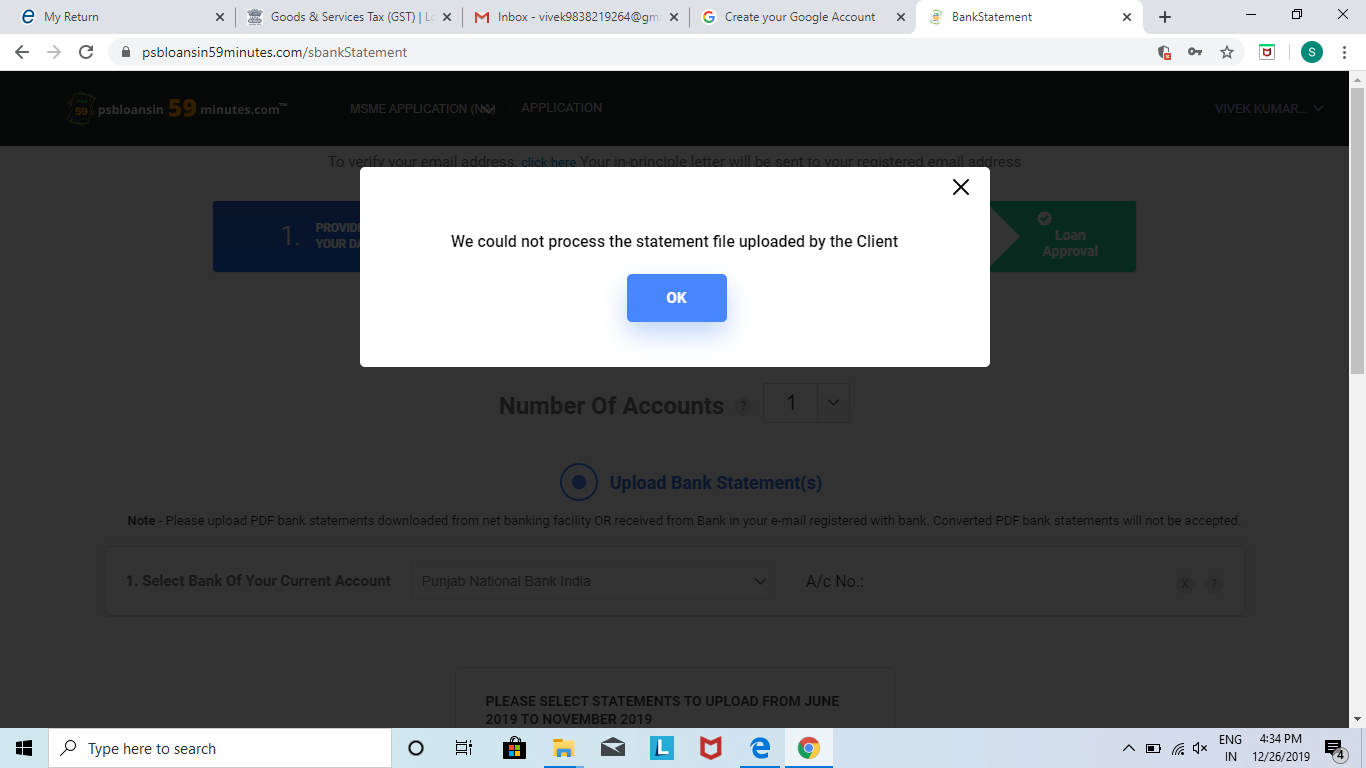 My Return
Goods & Services Tax (GST) | Lo
Inbox - vivek9838219264@gm
Create your Google Account
BankStatement
psbloansin59minutes.com/sbankStatement
S
59 psbloansin 59 minutes.com™
MSME APPLICATION
APPLICATION
VIVEK KUMAR...
To verify your email address, click here Your in-principle letter will be sent to your registered email address
1.
PROVID
YOUR DA
We could not process the statement file uploaded by the Client
OK
Loan
Approval
Number Of Accounts ? 1
Upload Bank Statement(s)
Note - Please upload PDF bank statements downloaded from net banking facility OR received from Bank in your e-mail registered with bank. Converted PDF bank statements will not be accepted.
1. Select Bank Of Your Current Account Punjab National Bank India A/c No.: X ?
PLEASE SELECT STATEMENTS TO UPLOAD FROM JUNE
2019 TO NOVEMBER 2019
Type here to search
L
ENG
IN
4:34 PM
12/26/2019
4